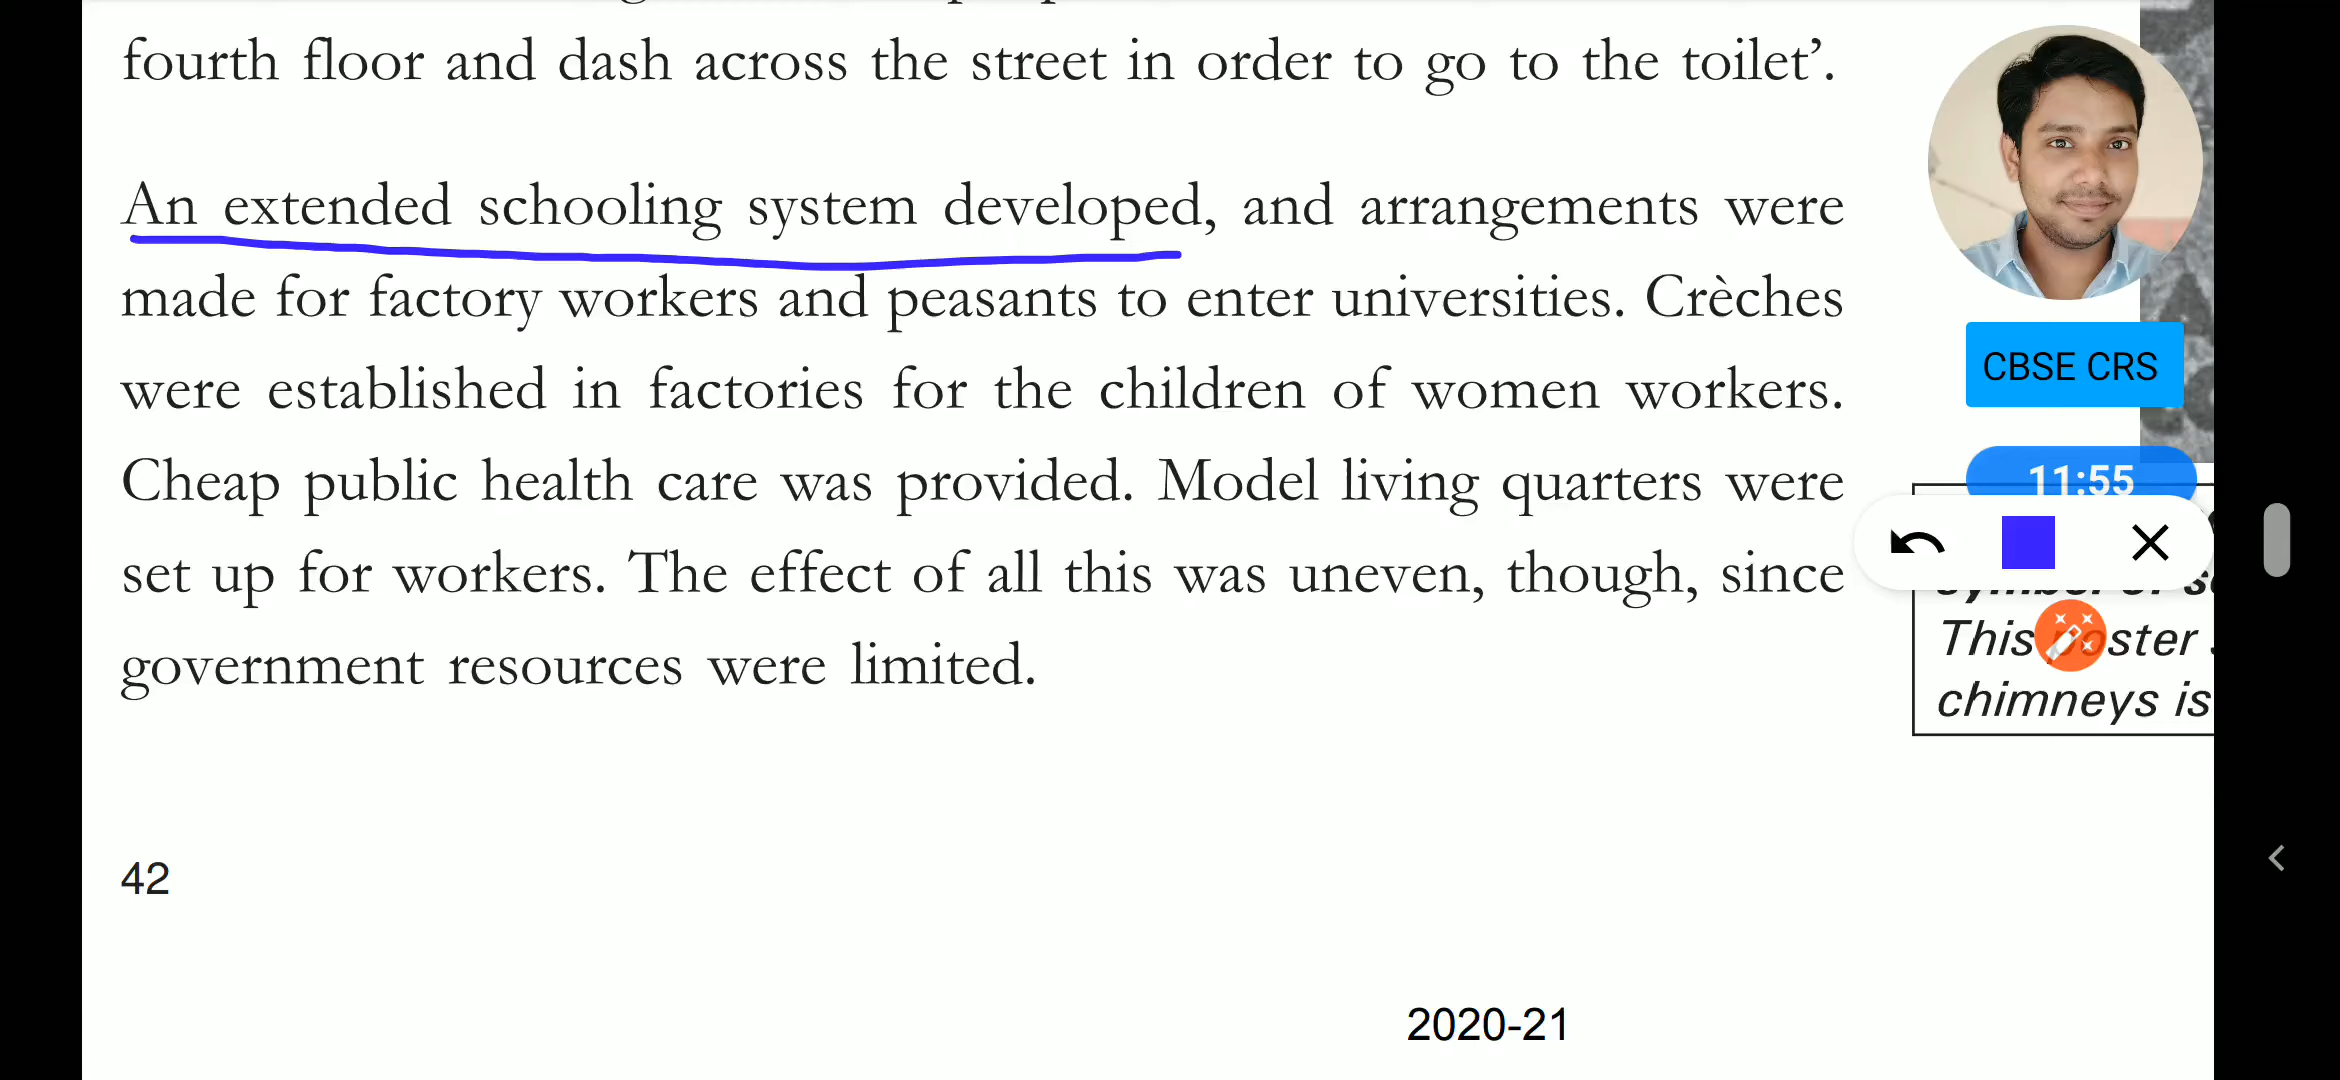 fourth floor and dash across the street in order to go to the toilet’.
An extended schooling system developed, and arrangements were
made for factory workers and peasants to enter universities. Crèches
were established in factories for the children of women workers.
Cheap public health care was provided. Model living quarters were
set up for workers. The effect of all this was uneven, though, since
government resources were limited.
42
2020-21
CBSE CRS
11:55
This
chimneys is